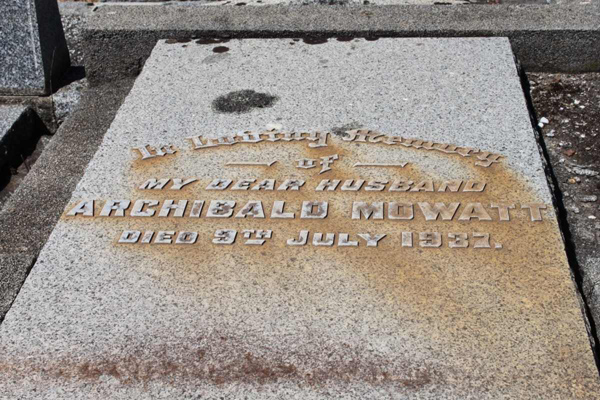 In Loving Memory
of
MY DEAR HUSBAND
ARCHIBALD MOWATT
DIED 9TH JULY 1937.